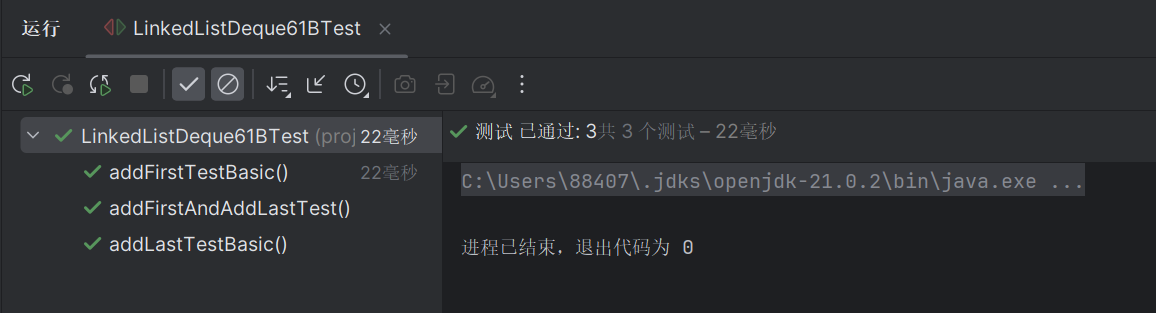 运行 LinkedListDeque61BTest
LinkedListDeque61BTest (proj 22毫秒
addFirstTestBasic() 22毫秒
addFirstAndAddLastTest()
addLastTestBasic()
测试 已通过: 3共 3 个测试 – 22毫秒
C:\Users\88407\.jdks\openjdk-21.0.2\bin\java.exe ...
进程已结束，退出代码为 0